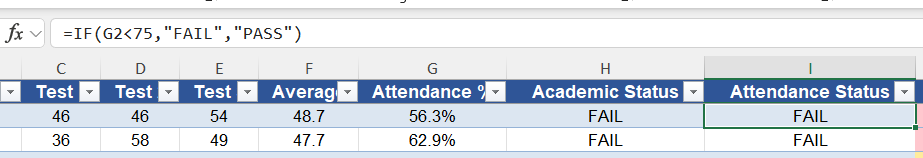 fx =IF(G2<75,"FAIL","PASS")
C D E F G H I
Test Test Test Averag Attendance % Academic Status Attendance Status
46 46 54 48.7 56.3% FAIL FAIL
36 58 49 47.7 62.9% FAIL FAIL